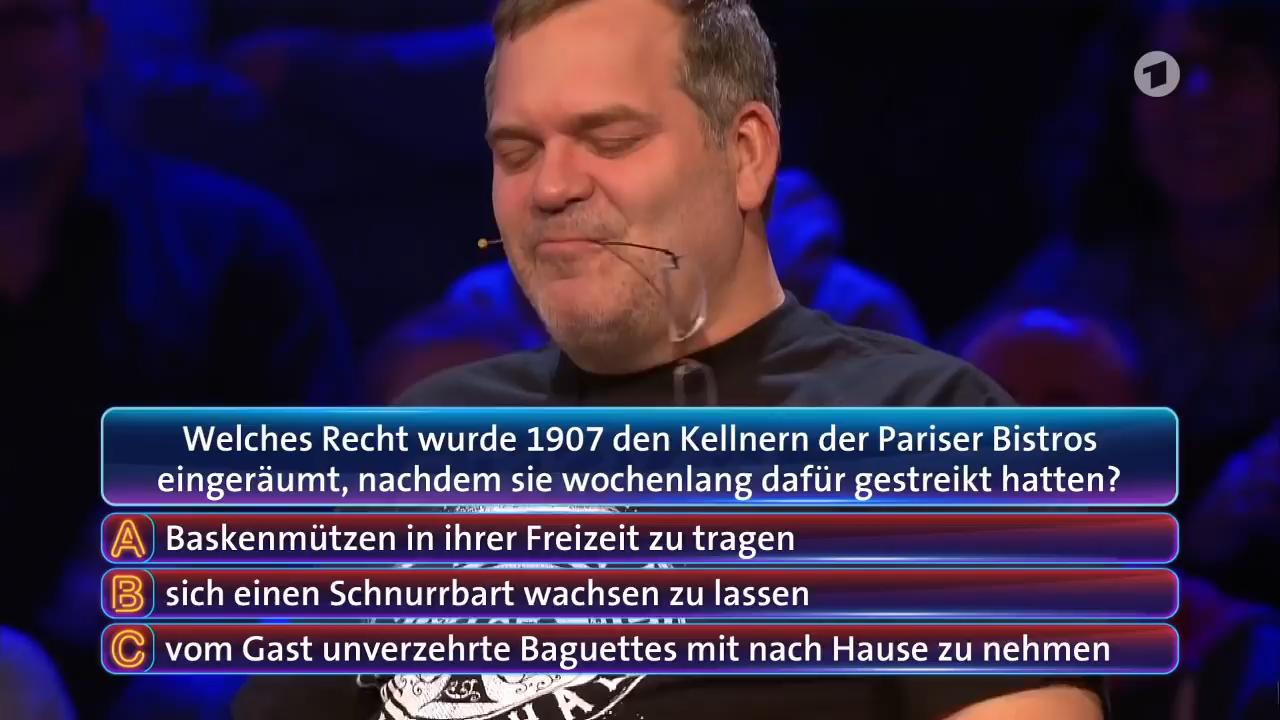 Welches Recht wurde 1907 den Kellnern der Pariser Bistros
eingeräumt, nachdem sie wochenlang dafür gestreikt hatten?
A Baskenmützen in ihrer Freizeit zu tragen
B sich einen Schnurrbart wachsen zu lassen
C vom Gast unverzehrte Baguettes mit nach Hause zu nehmen